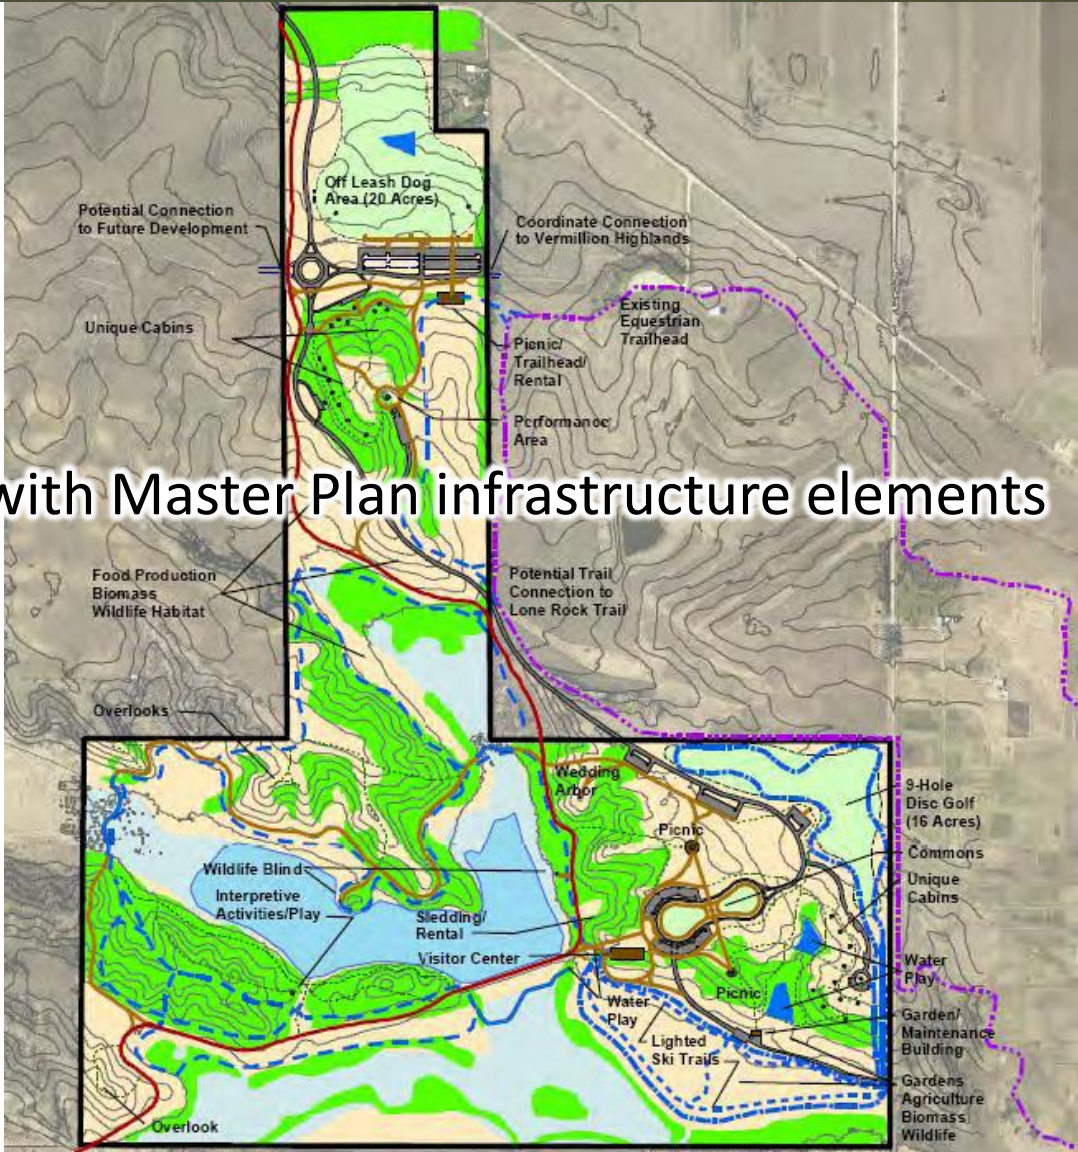 Off Leash Dog
Area (20 Acres)
Potential Connection
to Future Development
Coordinate Connection
to Vermillion Highlands
Existing
Equestrian
Trailhead
Unique Cabins
Picnic/
Trailhead/
Rental
Performance
Area
with Master Plan infrastructure elements
Food Production
Biomass
Wildlife Habitat
Potential Trail
Connection to
Lone Rock Trail
Overlooks
Wedding
Arbor
9-Hole
Disc Golf
(16 Acres)
Picnic
Commons
Wildlife Blind
Unique
Cabins
Interpretive
Activities/Play
Sledding/
Rental
Visitor Center
Water
Play
Picnic
Water
Play
Garden/
Maintenance
Building
Lighted
Ski Trails
Gardens
Agriculture
Biomass
Wildlife
Overlook